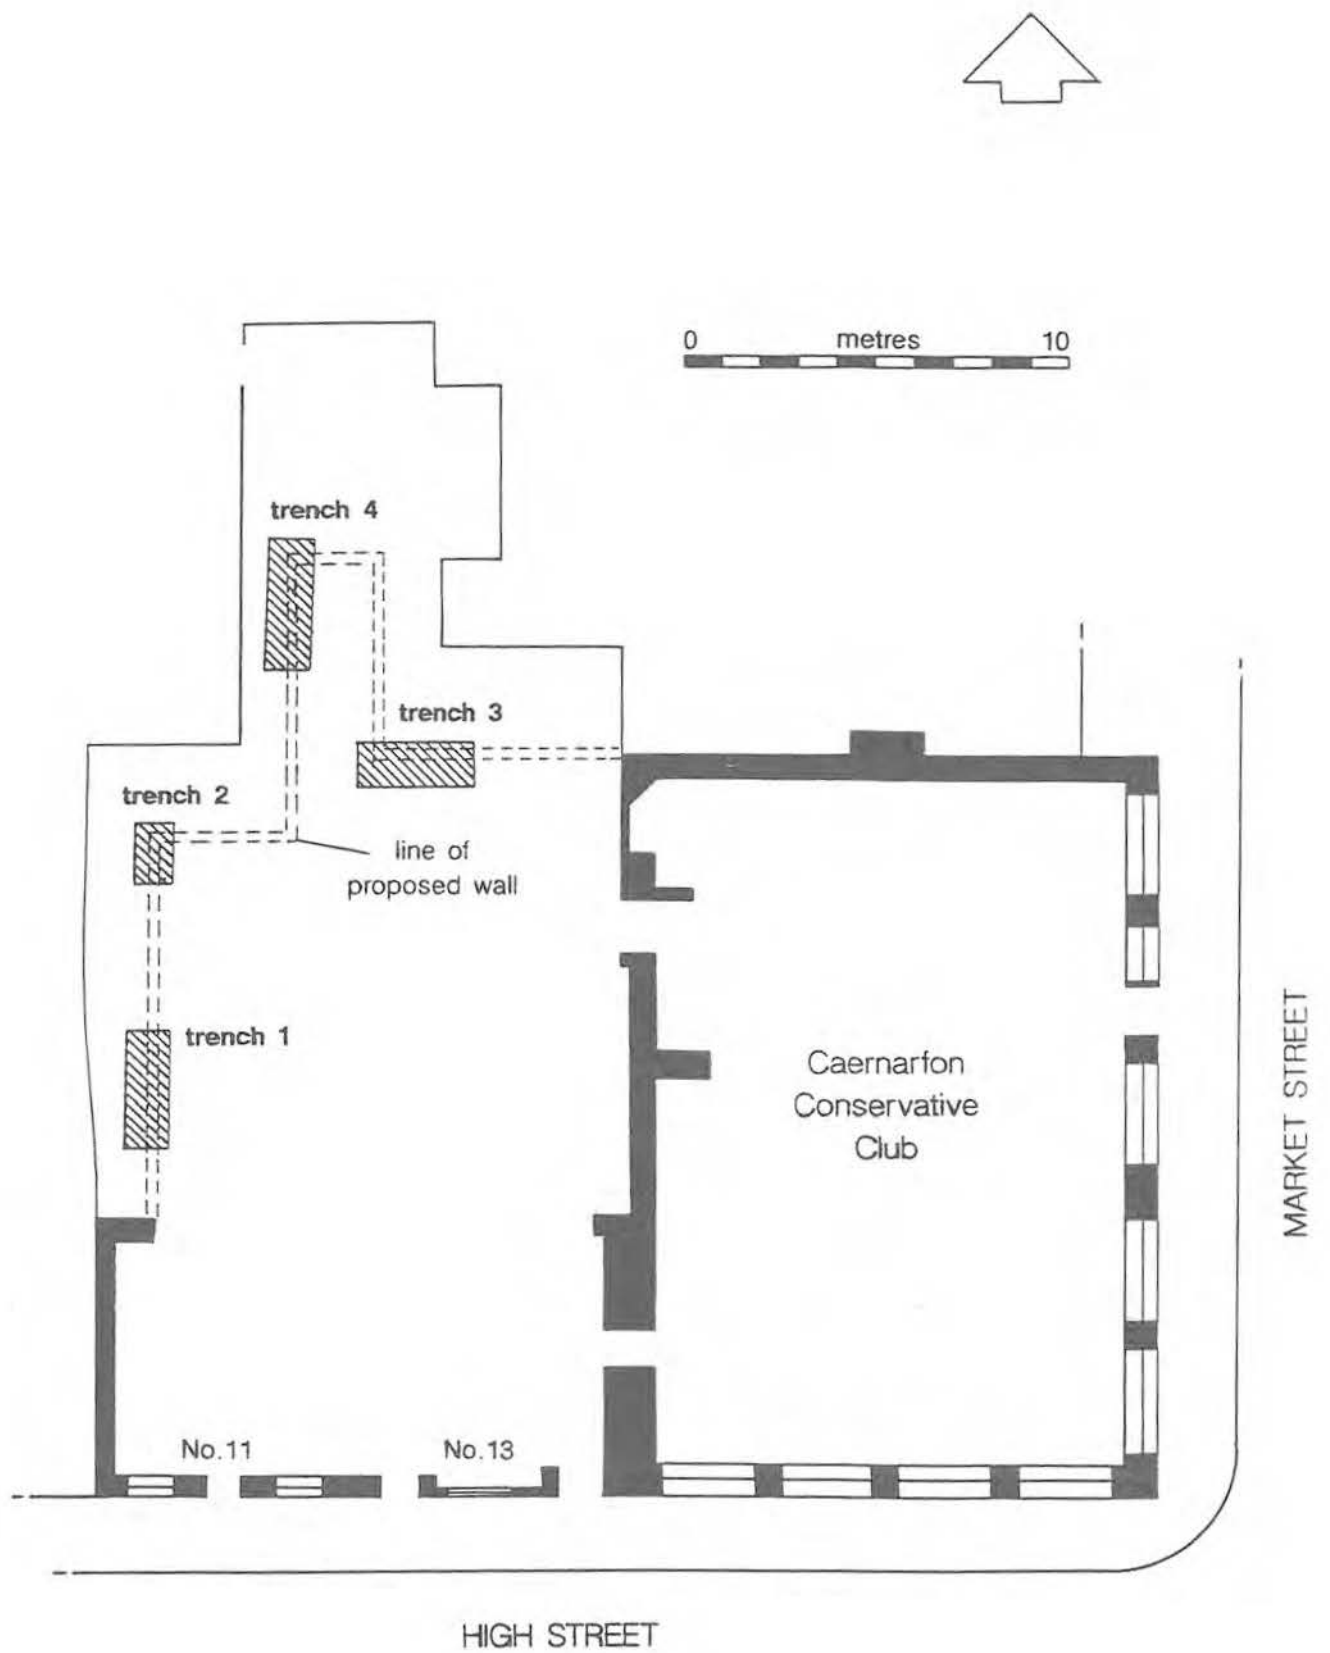 0 metres 10
trench 4
trench 3
trench 2
line of
proposed wall
trench 1
Caernarfon
Conservative
Club
MARKET STREET
No.11
No.13
HIGH STREET